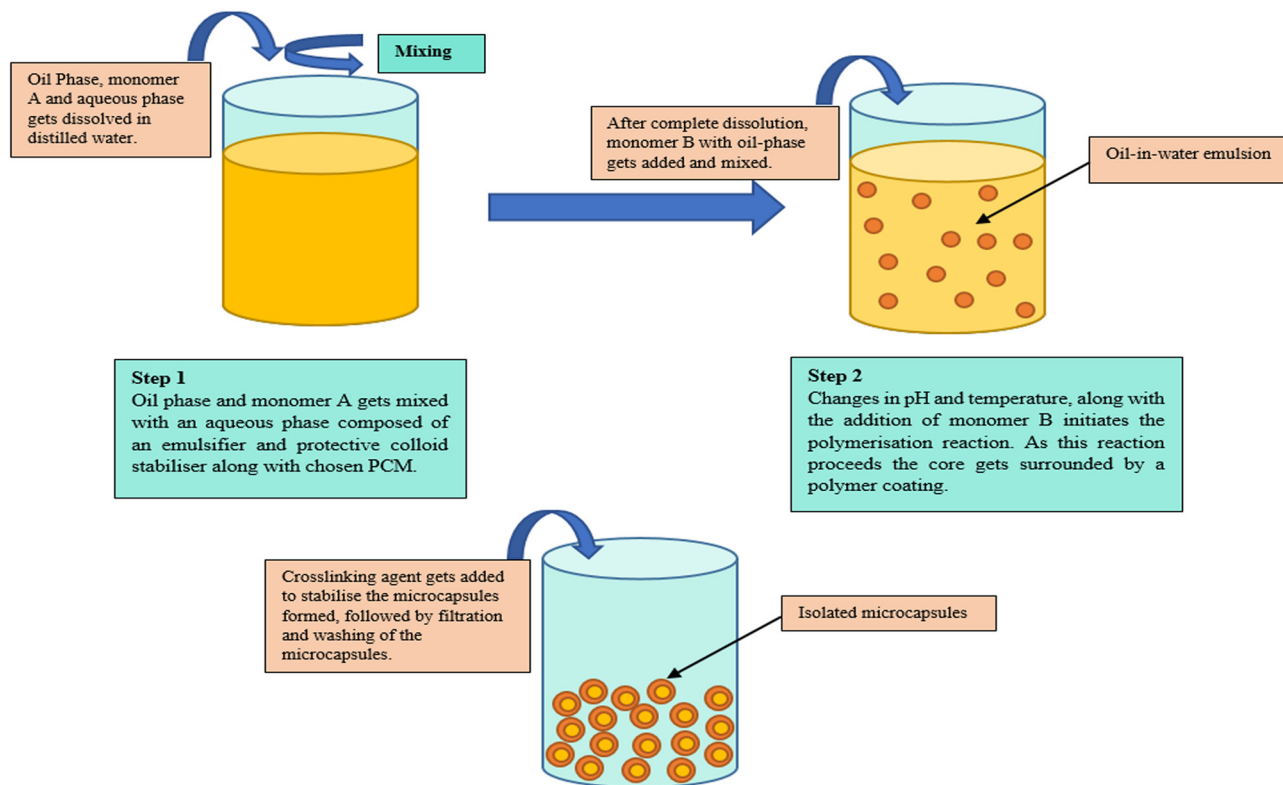 Mixing
Oil Phase, monomer
A and aqueous phase
gets dissolved in
distilled water.
After complete dissolution,
monomer B with oil-phase
gets added and mixed.
Oil-in-water emulsion
Step 1
Oil phase and monomer A gets mixed
with an aqueous phase composed of
an emulsifier and protective colloid
stabiliser along with chosen PCM.
Step 2
Changes in pH and temperature, along with
the addition of monomer B initiates the
polymerisation reaction. As this reaction
proceeds the core gets surrounded by a
polymer coating.
Crosslinking agent gets added
to stabilise the microcapsules
formed, followed by filtration
and washing of the
microcapsules.
Isolated microcapsules